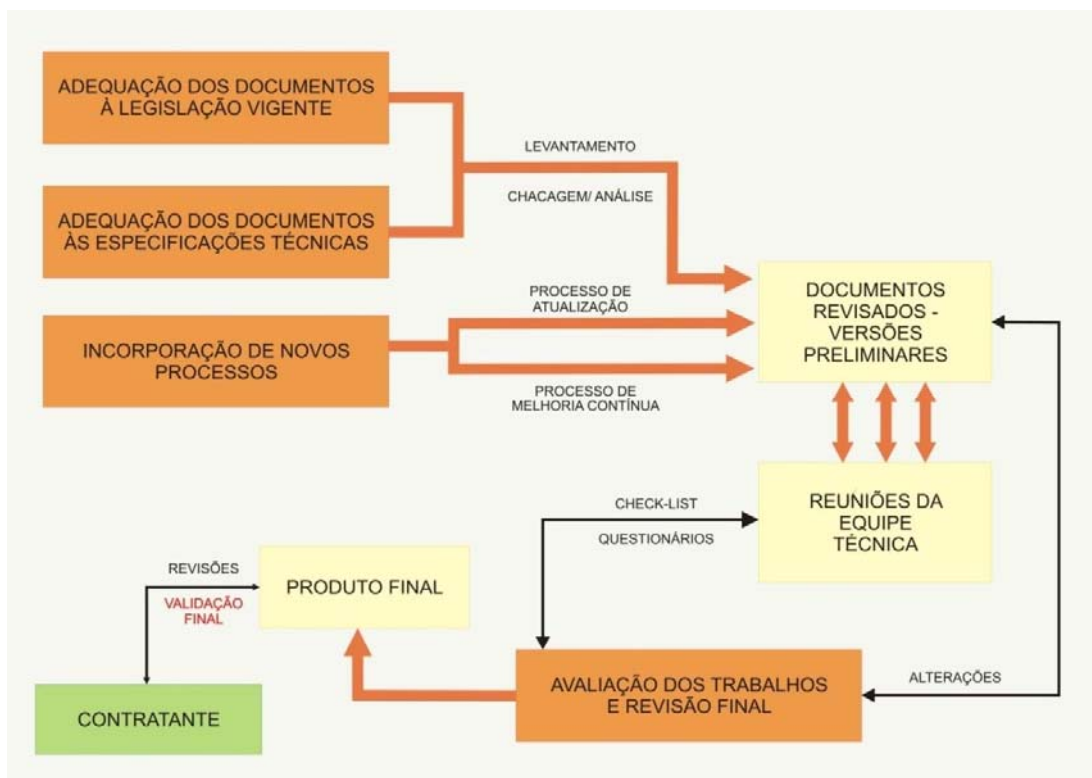 ADEQUAÇÃO DOS DOCUMENTOS
À LEGISLAÇÃO VIGENTE
LEVANTAMENTO
CHACAGEM/ ANÁLISE
ADEQUAÇÃO DOS DOCUMENTOS
ÀS ESPECIFICAÇÕES TÉCNICAS
INCORPORAÇÃO DE NOVOS
PROCESSOS
PROCESSO DE
ATUALIZAÇÃO
PROCESSO DE
MELHORIA CONTÍNUA
DOCUMENTOS
REVISADOS -
VERSÕES
PRELIMINARES
REUNIÕES DA
EQUIPE
TÉCNICA
CHECK-LIST
QUESTIONÁRIOS
AVALIAÇÃO DOS TRABALHOS
E REVISÃO FINAL
ALTERAÇÕES
PRODUTO FINAL
REVISÕES
VALIDAÇÃO
FINAL
CONTRATANTE